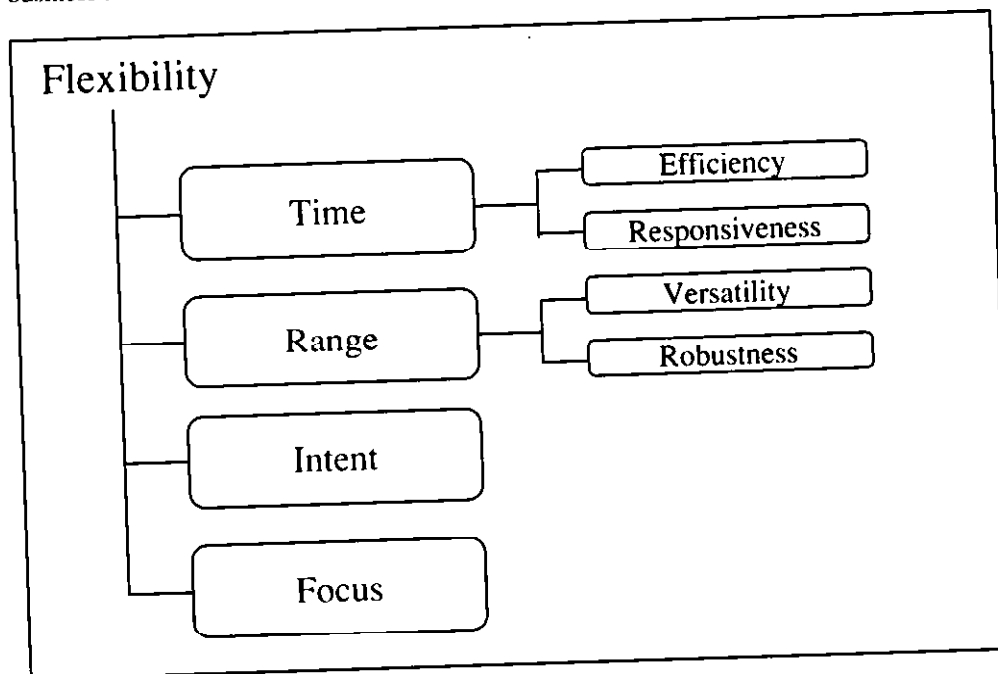 Flexibility
Time
Efficiency
Responsiveness
Range
Versatility
Robustness
Intent
Focus